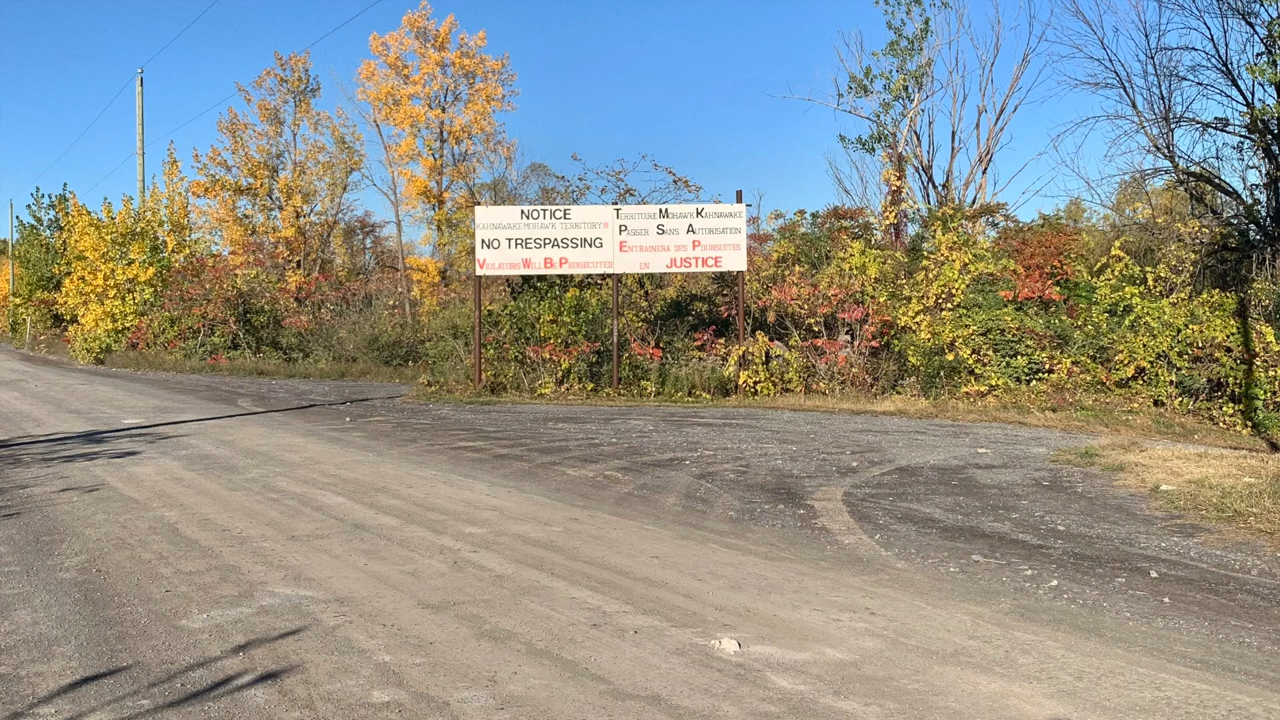 NOTICE
KAHNAWAKE MOHAWK TERRITORY
NO TRESPASSING
VIOLATORS WILL BE PROSECUTED
TERRITOIRE MOHAWK KAHNAWAKE
PASSER SANS AUTORISATION
ENTRAINERA DES POURSUITES
EN JUSTICE